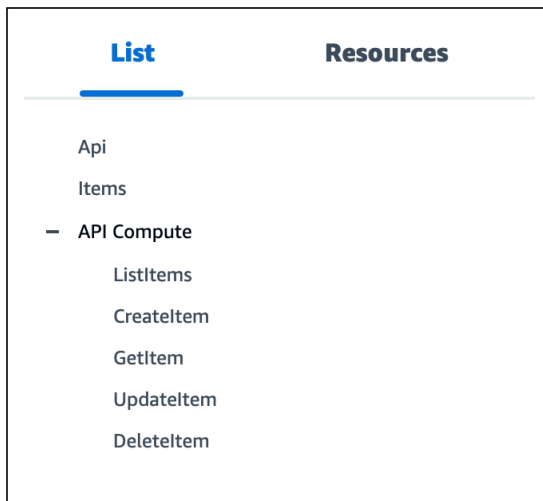 List Resources
Api
Items
API Compute
ListItems
CreateItem
GetItem
UpdateItem
DeleteItem